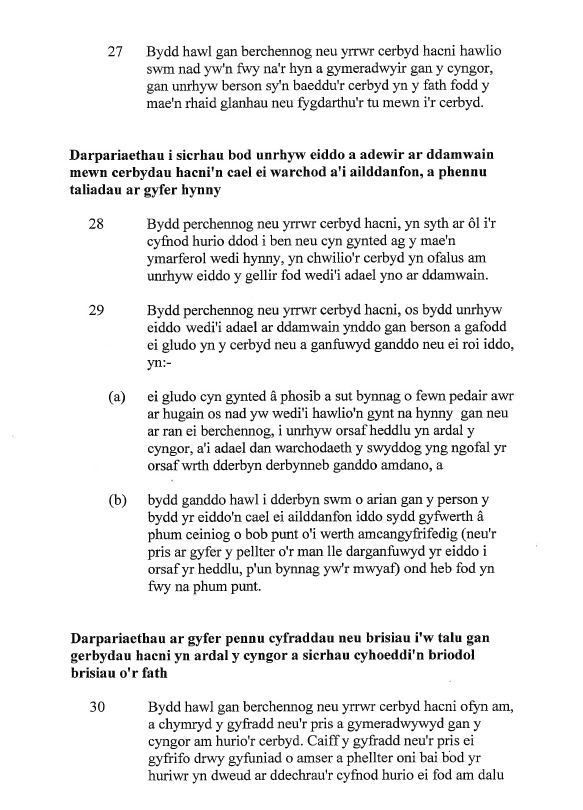 27 Bydd hawl gan berchennog neu yrrwr cerbyd hacni hawlio
swm nad yw'n fwy na'r hyn a gymeradwyir gan y cyngor,
gan unrhyw berson sy'n baeddu'r cerbyd yn y fath fodd y
mae'n rhaid glanhau neu fygdarthu'r tu mewn i'r cerbyd.
Darpariaethau i sicrhau bod unrhyw eiddo a adewir ar ddamwain
mewn cerbydau hacni'n cael ei warchod a'i ailddanfon, a phennu
taliadau ar gyfer hynny
28 Bydd perchennog neu yrrwr cerbyd hacni, yn syth ar ôl i'r
cyfnod hurio ddod i ben neu cyn gynted ag y mae'n
ymarferol wedi hynny, yn chwilio'r cerbyd yn ofalus am
unrhyw eiddo y gellir fod wedi'i adael yno ar ddamwain.
29 Bydd perchennog neu yrrwr cerbyd hacni, os bydd unrhyw
eiddo wedi'i adael ar ddamwain ynddo gan berson a gafodd
ei gludo yn y cerbyd neu a ganfuwyd ganddo neu ei roi iddo,
yn:-
(a) ei gludo cyn gynted â phosib a sut bynnag o fewn pedair awr
ar hugain os nad yw wedi'i hawlio'n gynt na hynny gan neu
ar ran ei berchennog, i unrhyw orsaf heddlu yn ardal y
cyngor, a'i adael dan warchodaeth y swyddog yng ngofal yr
orsaf wrth dderbyn derbynneb ganddo amdano, a
(b) bydd ganddo hawl i dderbyn swm o arian gan y person y
bydd yr eiddo'n cael ei ailddanfon iddo sydd gyfwerth â
phum ceiniog o bob punt o'i werth amcangyfrifedig (neu'r
pris ar gyfer y pellter o'r man lle darganfuwyd yr eiddo i
orsaf yr heddlu, p'un bynnag yw'r mwyaf) ond heb fod yn
fwy na phum punt.
Darpariaethau ar gyfer pennu cyfraddau neu brisiau i'w talu gan
gerbydau hacni yn ardal y cyngor a sicrhau cyhoeddi'n briodol
brisiau o'r fath
30 Bydd hawl gan berchennog neu yrrwr cerbyd hacni ofyn am,
a chymryd y gyfradd neu'r pris a gymeradwywyd gan y
cyngor am hurio'r cerbyd. Caiff y gyfradd neu'r pris ei
gyfrifo drwy gyfuniad o amser a phellter oni bai bod yr
huriwr yn dweud ar ddechrau'r cyfnod hurio ei fod am dalu